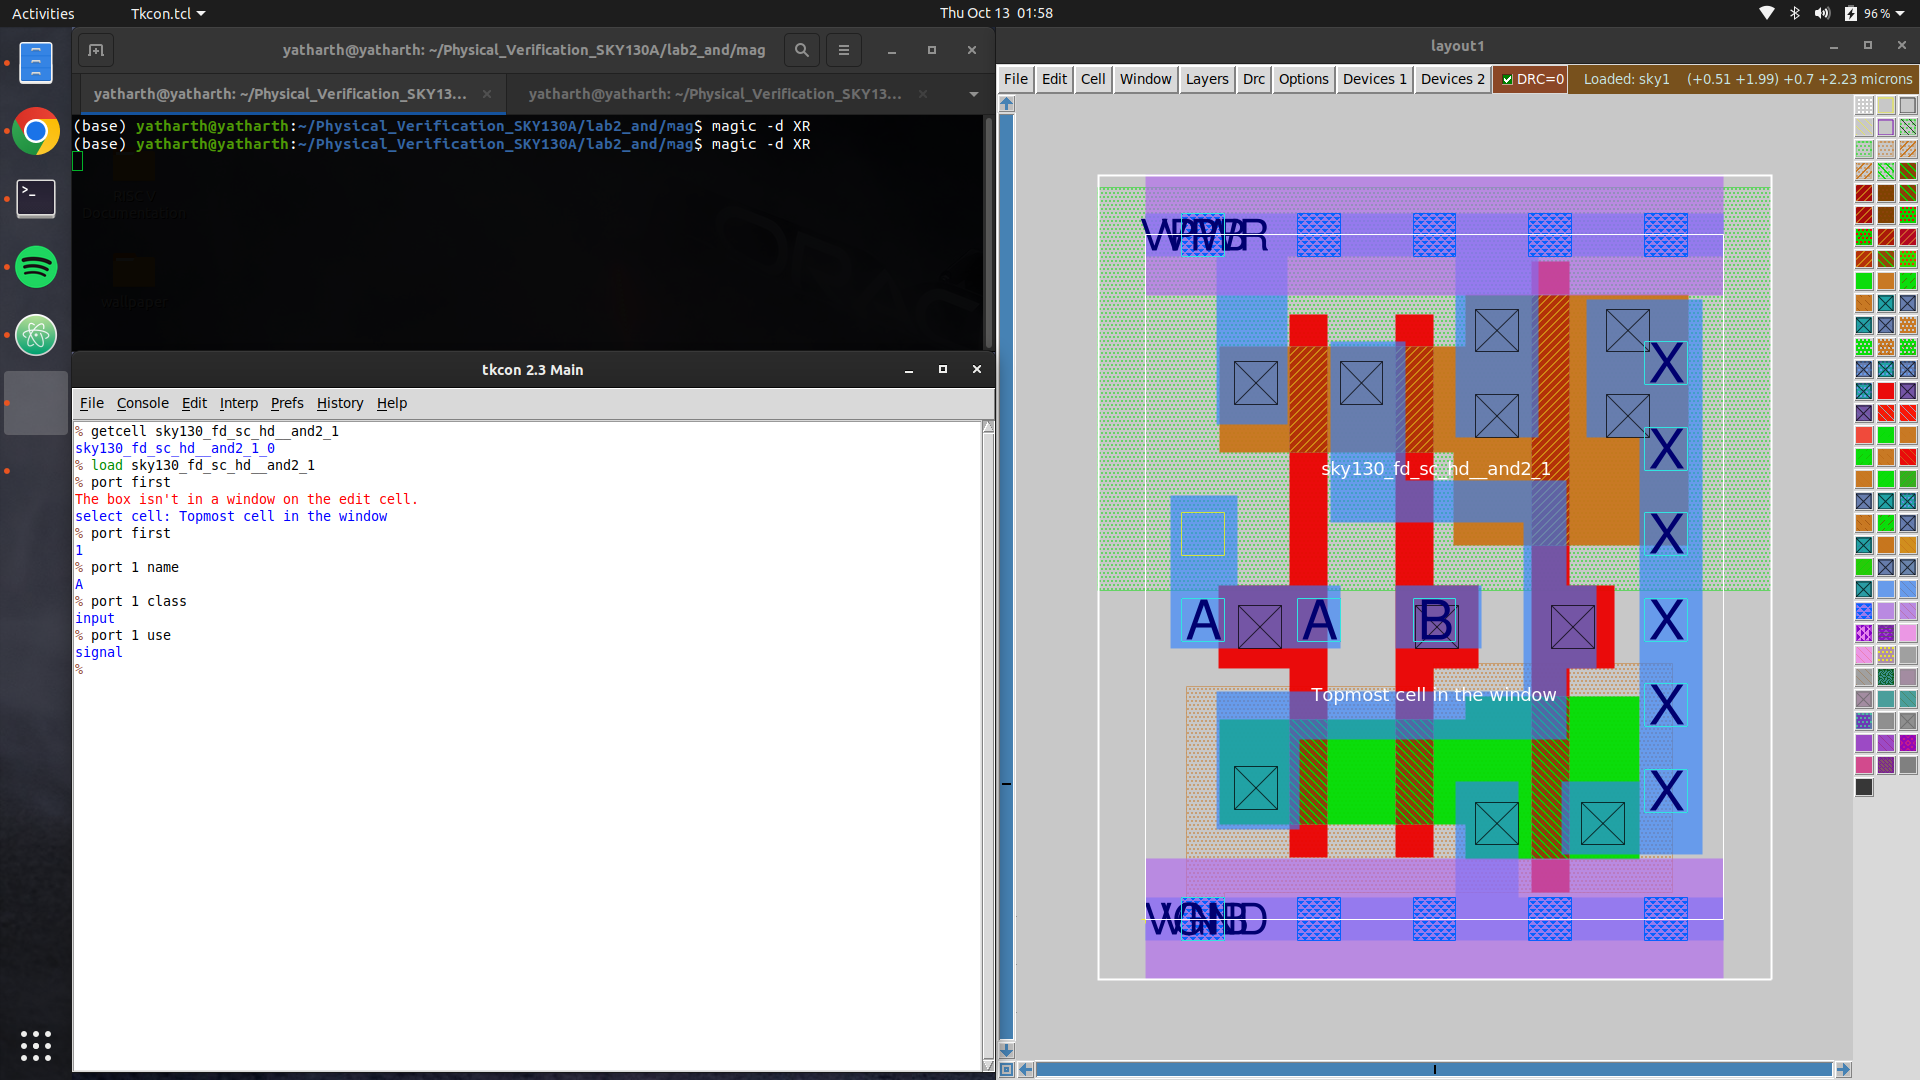 Activities
Tkcon.tcl
Thu Oct 13  01:58
96 %
yatharth@yatharth: ~/Physical_Verification_SKY130A/lab2_and/mag
yatharth@yatharth: ~/Physical_Verification_SKY13...
yatharth@yatharth: ~/Physical_Verification_SKY13...
(base) yatharth@yatharth:~/Physical_Verification_SKY130A/lab2_and/mag$ magic -d XR
(base) yatharth@yatharth:~/Physical_Verification_SKY130A/lab2_and/mag$ magic -d XR
RISC V
Documentation
wallpaper
tkcon 2.3 Main
File Console Edit Interp Prefs History Help
% getcell sky130_fd_sc_hd__and2_1
sky130_fd_sc_hd__and2_1_0
% load sky130_fd_sc_hd__and2_1
% port first
The box isn't in a window on the edit cell.
select cell: Topmost cell in the window
% port first
1
% port 1 name
A
% port 1 class
input
% port 1 use
signal
%
layout1
File Edit Cell Window Layers Drc Options Devices 1 Devices 2 DRC=0 Loaded: sky1 (+0.51 +1.99) +0.7 +2.23 microns
X
X
sky130_fd_sc_hd__and2_1
X
A A B X
Topmost cell in the window
X
X